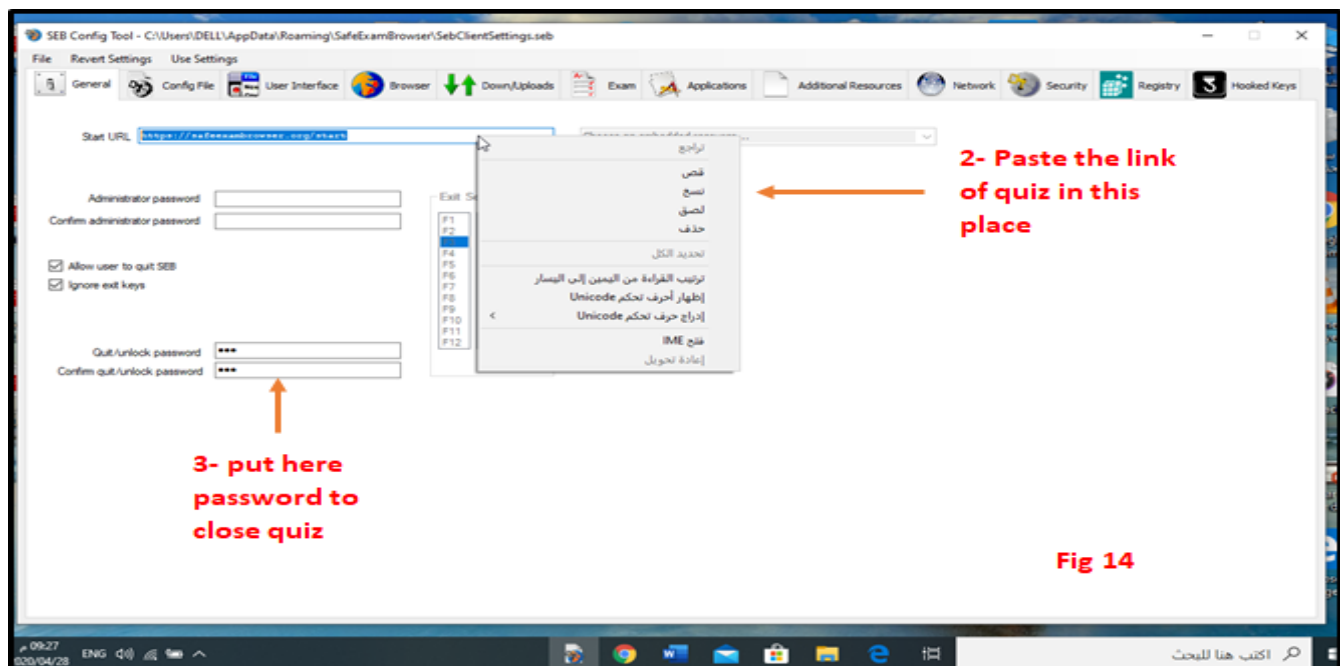 SEB Config Tool - C:\Users\DELL\AppData\Roaming\SafeExamBrowser\SebClientSettings.seb
File Revert Settings Use Settings
General Config File User Interface Browser Down/Uploads Exam Applications Additional Resources Network Security Registry Hooked Keys
Start URL https://safeexambrowser.org/start
تراجع
قص
نسخ
لصق
حذف
تحديد الكل
ترتيب القراءة من اليمين إلى اليسار
إظهار أحرف تحكم Unicode
إدراج حرف تحكم Unicode
فتح IME
إعادة تحويل
2- Paste the link
of quiz in this
place
Administrator password
Confirm administrator password
Exit
F1
F2
F4
F5
F6
F7
F8
F9
F10
F11
F12
Allow user to quit SEB
Ignore exit keys
Quit/unlock password •••
Confirm quit/unlock password •••
3- put here
password to
close quiz
Fig 14
09:27 م
020/04/28
ENG
اكتب هنا للبحث